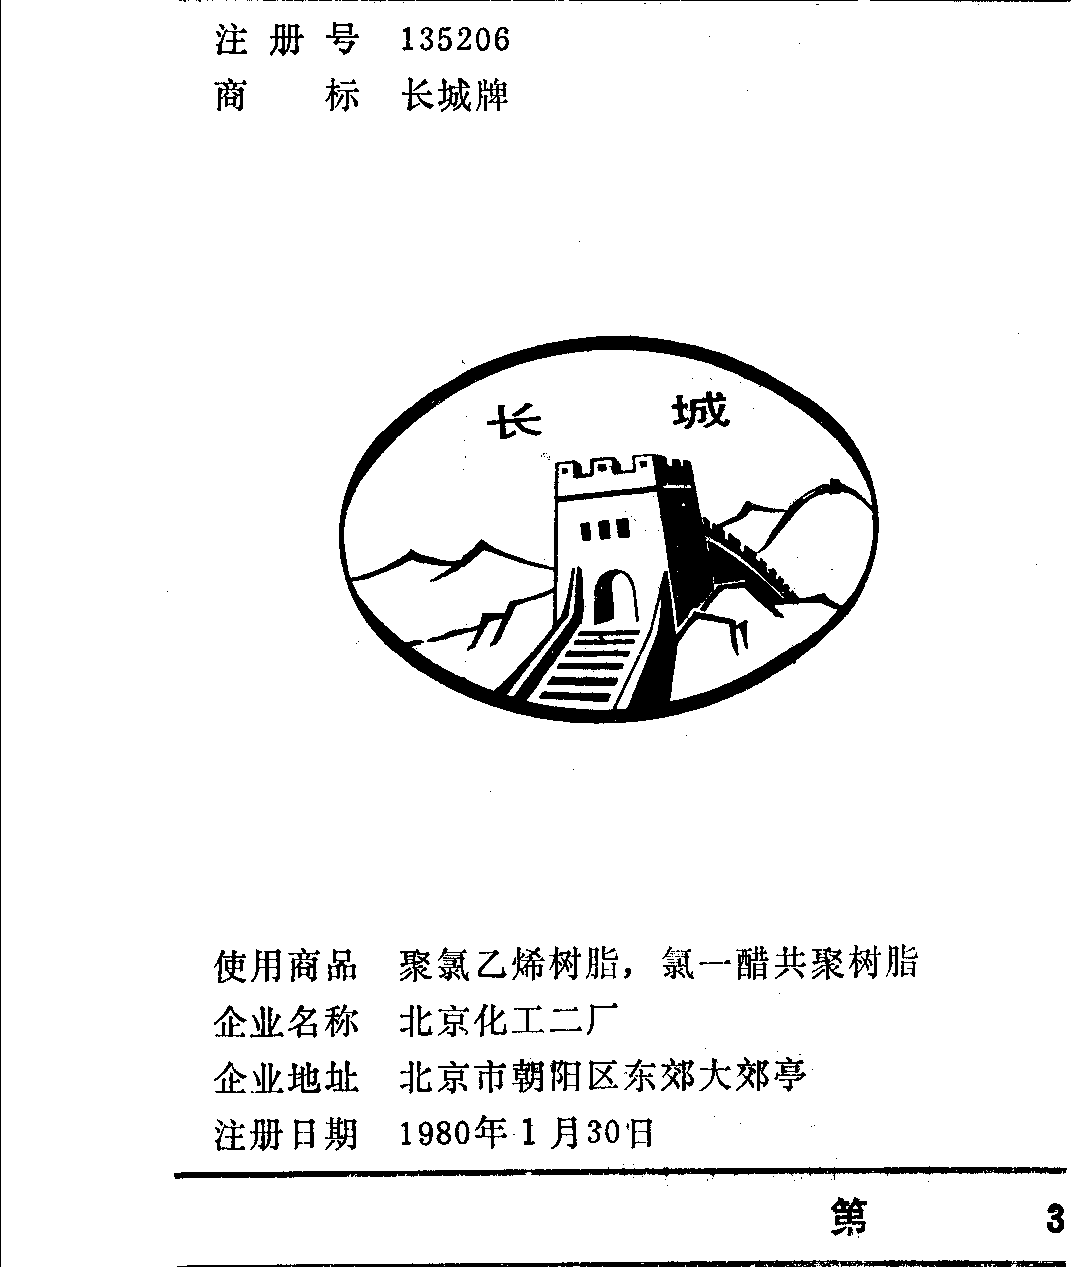 注册号 135206
商标 长城牌
长城
使用商品 聚氯乙烯树脂，氯一醋共聚树脂
企业名称 北京化工二厂
企业地址 北京市朝阳区东郊大郊亭
注册日期 1980年1月30日
第 3